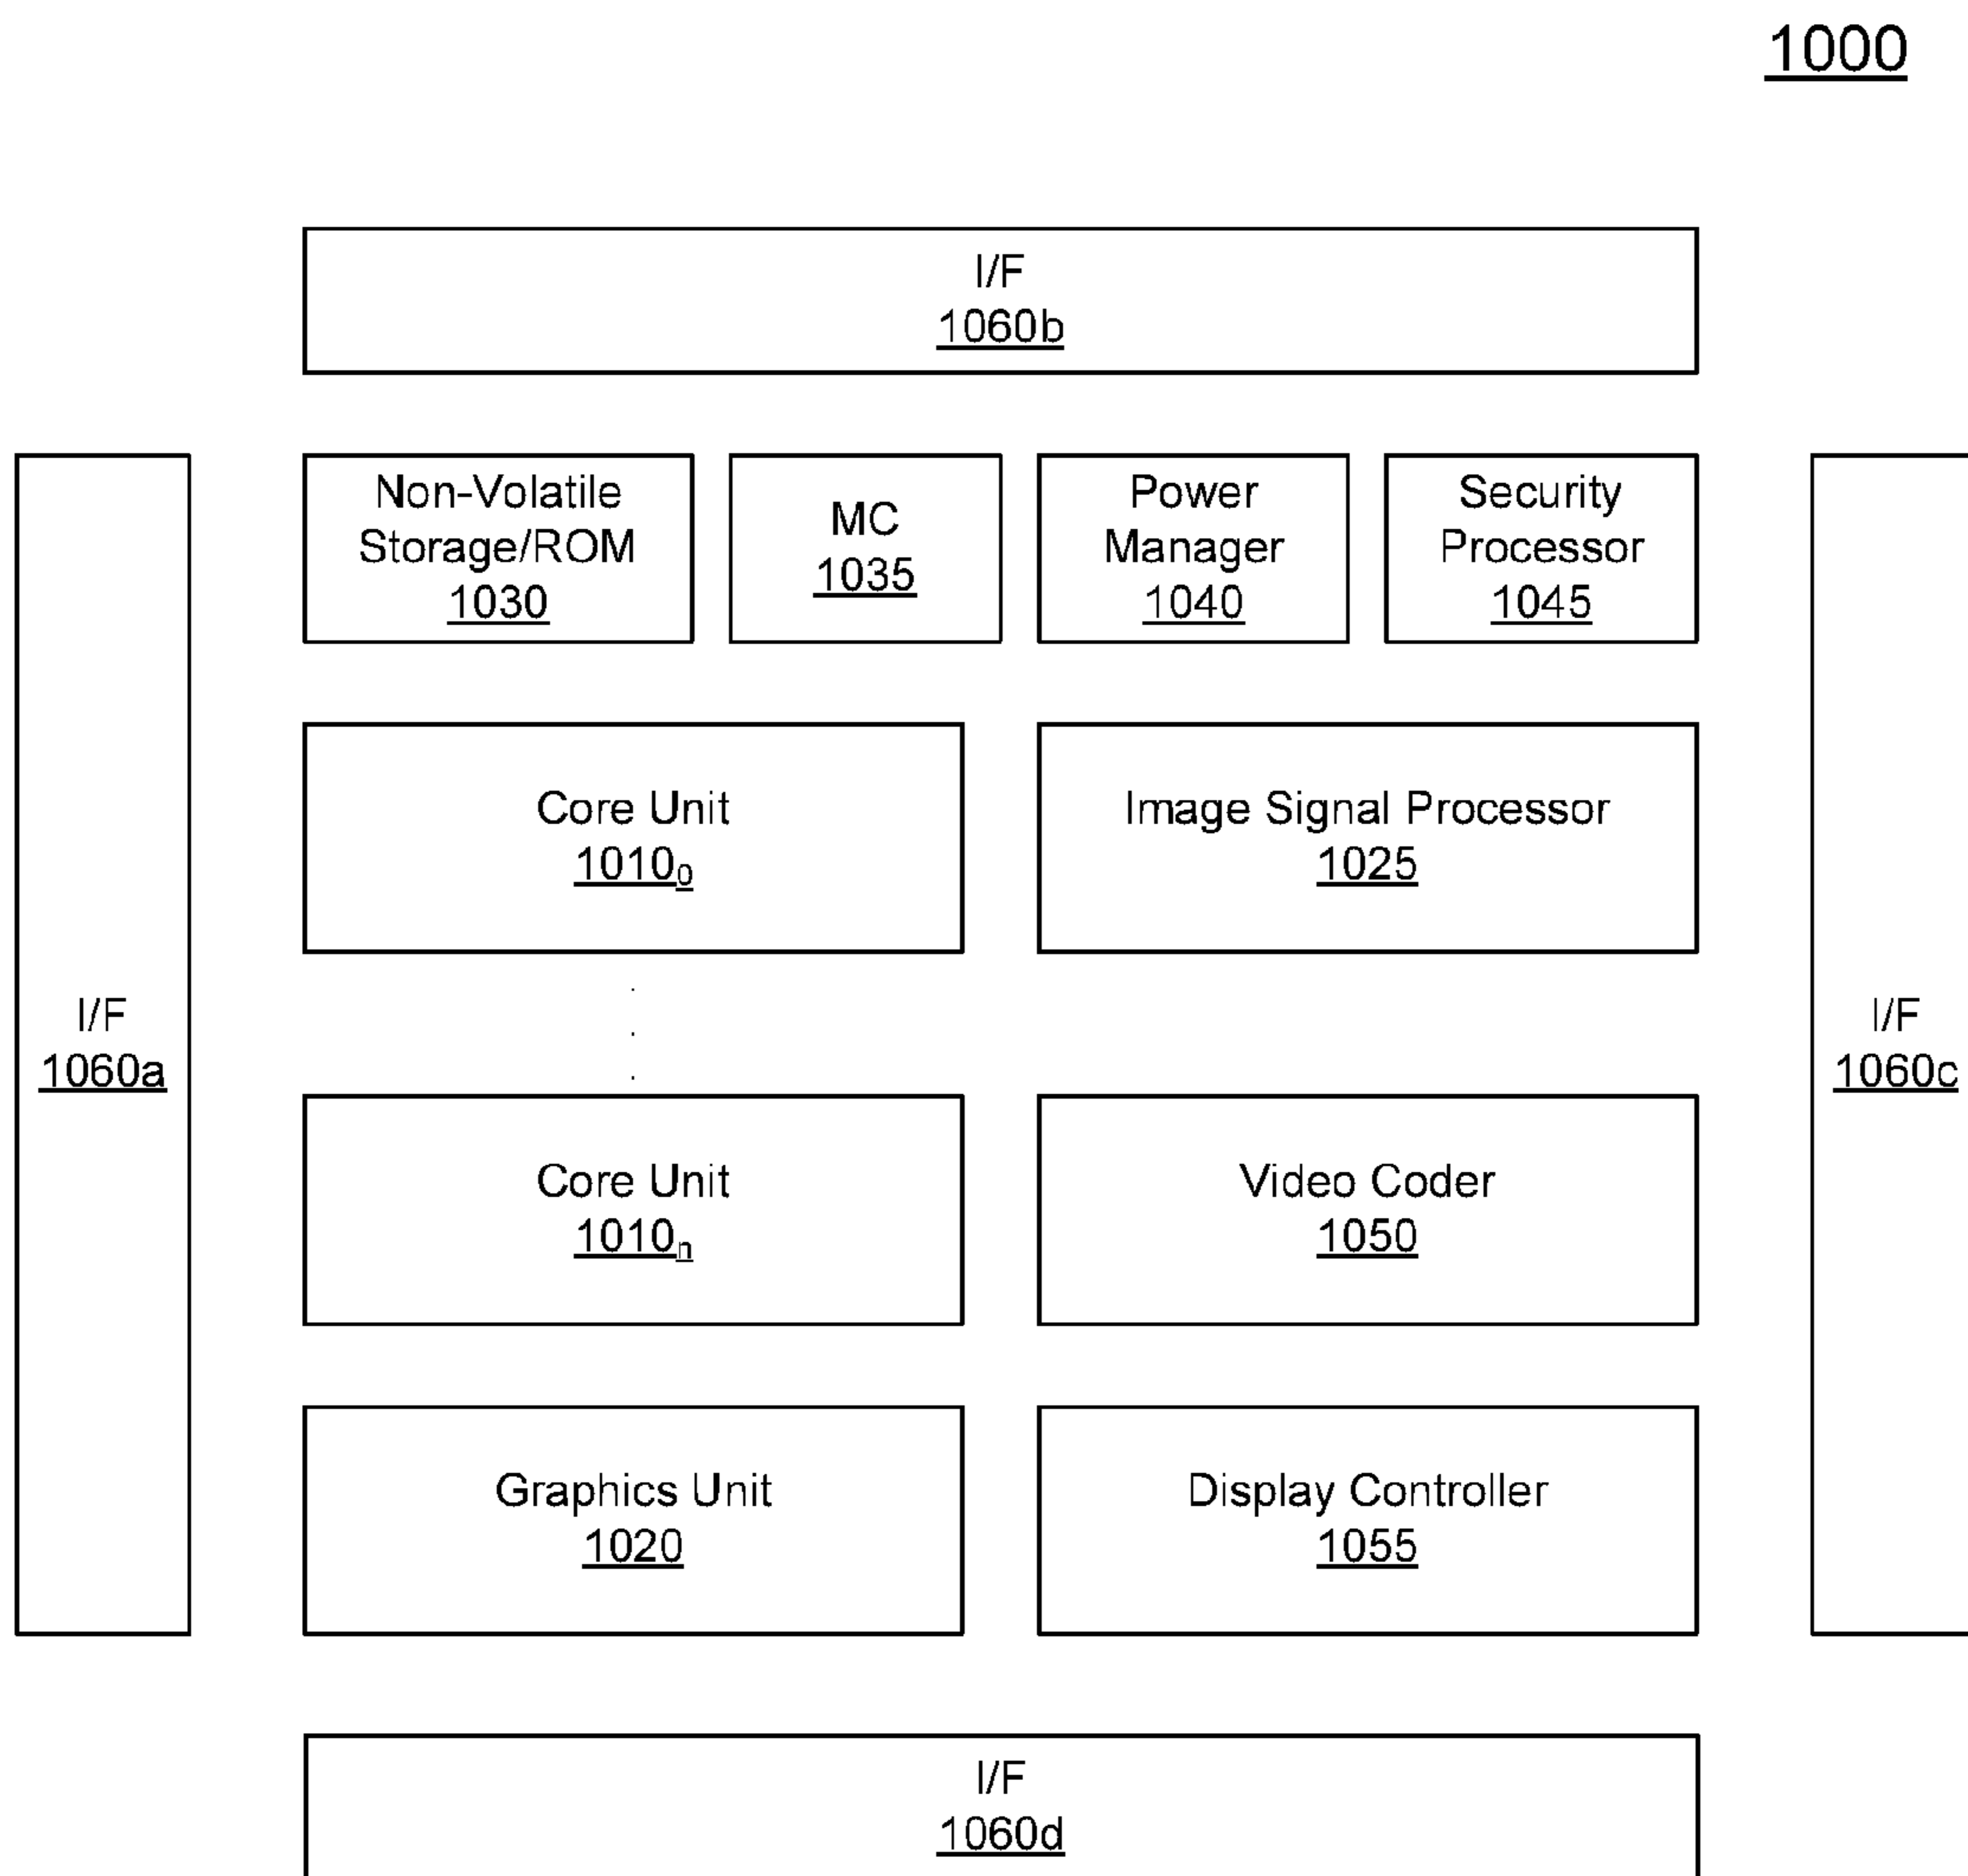 1000
I/F
1060b
Non-Volatile
Storage/ROM
1030
MC
1035
Power
Manager
1040
Security
Processor
1045
Core Unit
1010₀
Image Signal Processor
1025
I/F
1060a
I/F
1060c
Core Unit
1010ₙ
Video Coder
1050
Graphics Unit
1020
Display Controller
1055
I/F
1060d